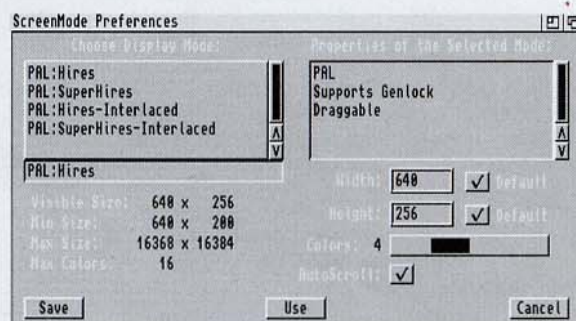 ScreenMode Preferences
Choose Display Mode:
PAL:Hires
PAL:SuperHires
PAL:Hires-Interlaced
PAL:SuperHires-Interlaced
PAL:Hires
Visible Size: 640 x 256
Min Size: 640 x 200
Max Size: 16368 x 16384
Max Colors: 16
Properties of the Selected Mode:
PAL
Supports Genlock
Draggable
Width: 640 Default
Height: 256 Default
Colors: 4
AutoScroll:
Save
Use
Cancel